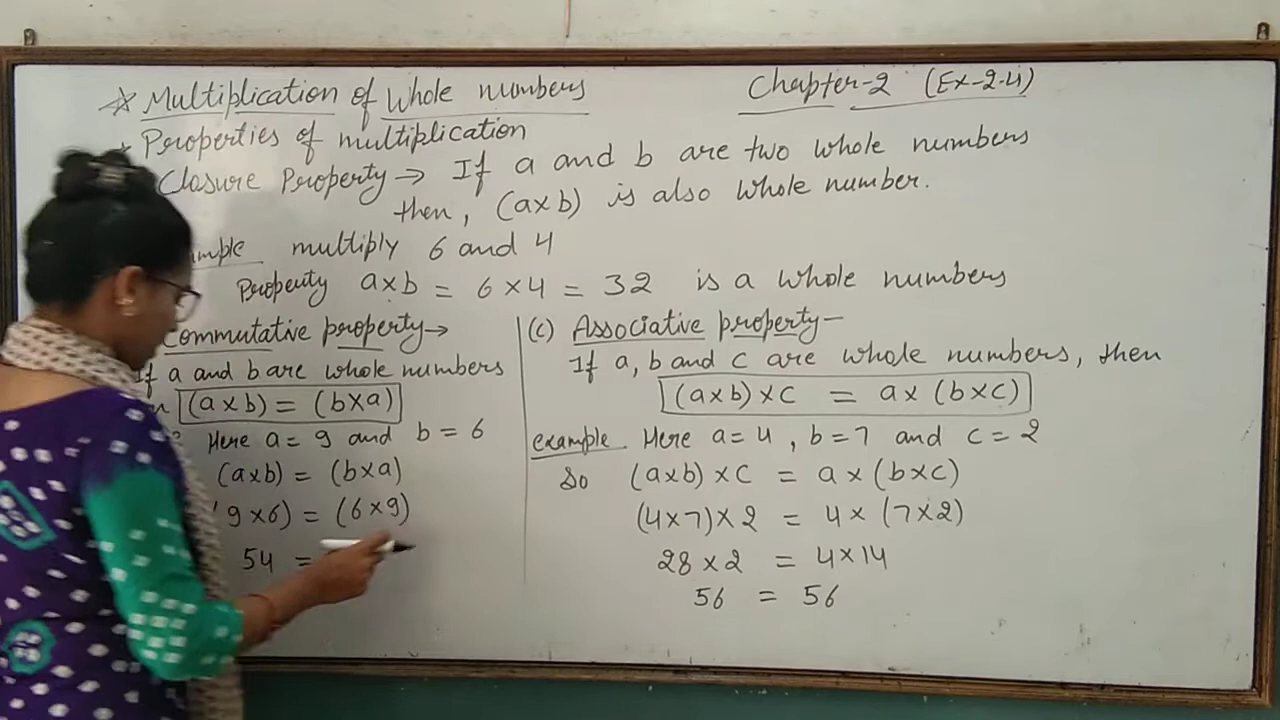 ☆ Multiplication of Whole numbers
Chapter-2 (Ex-2.4)
Properties of multiplication
Closure Property → If a and b are two whole numbers
then, (a×b) is also whole number.
multiply 6 and 4
Property a×b = 6×4 = 32 is a whole numbers
Commutative property →
If a and b are whole numbers
(a×b) = (b×a)
Here a = 9 and b = 6
(a×b) = (b×a)
(9×6) = (6×9)
54 =
(c) Associative property –
If a, b and c are whole numbers, then
(a×b)×c = a×(b×c)
example Here a=4, b=7 and c=2
So (a×b)×c = a×(b×c)
(4×7)×2 = 4×(7×2)
28×2 = 4×14
56 = 56